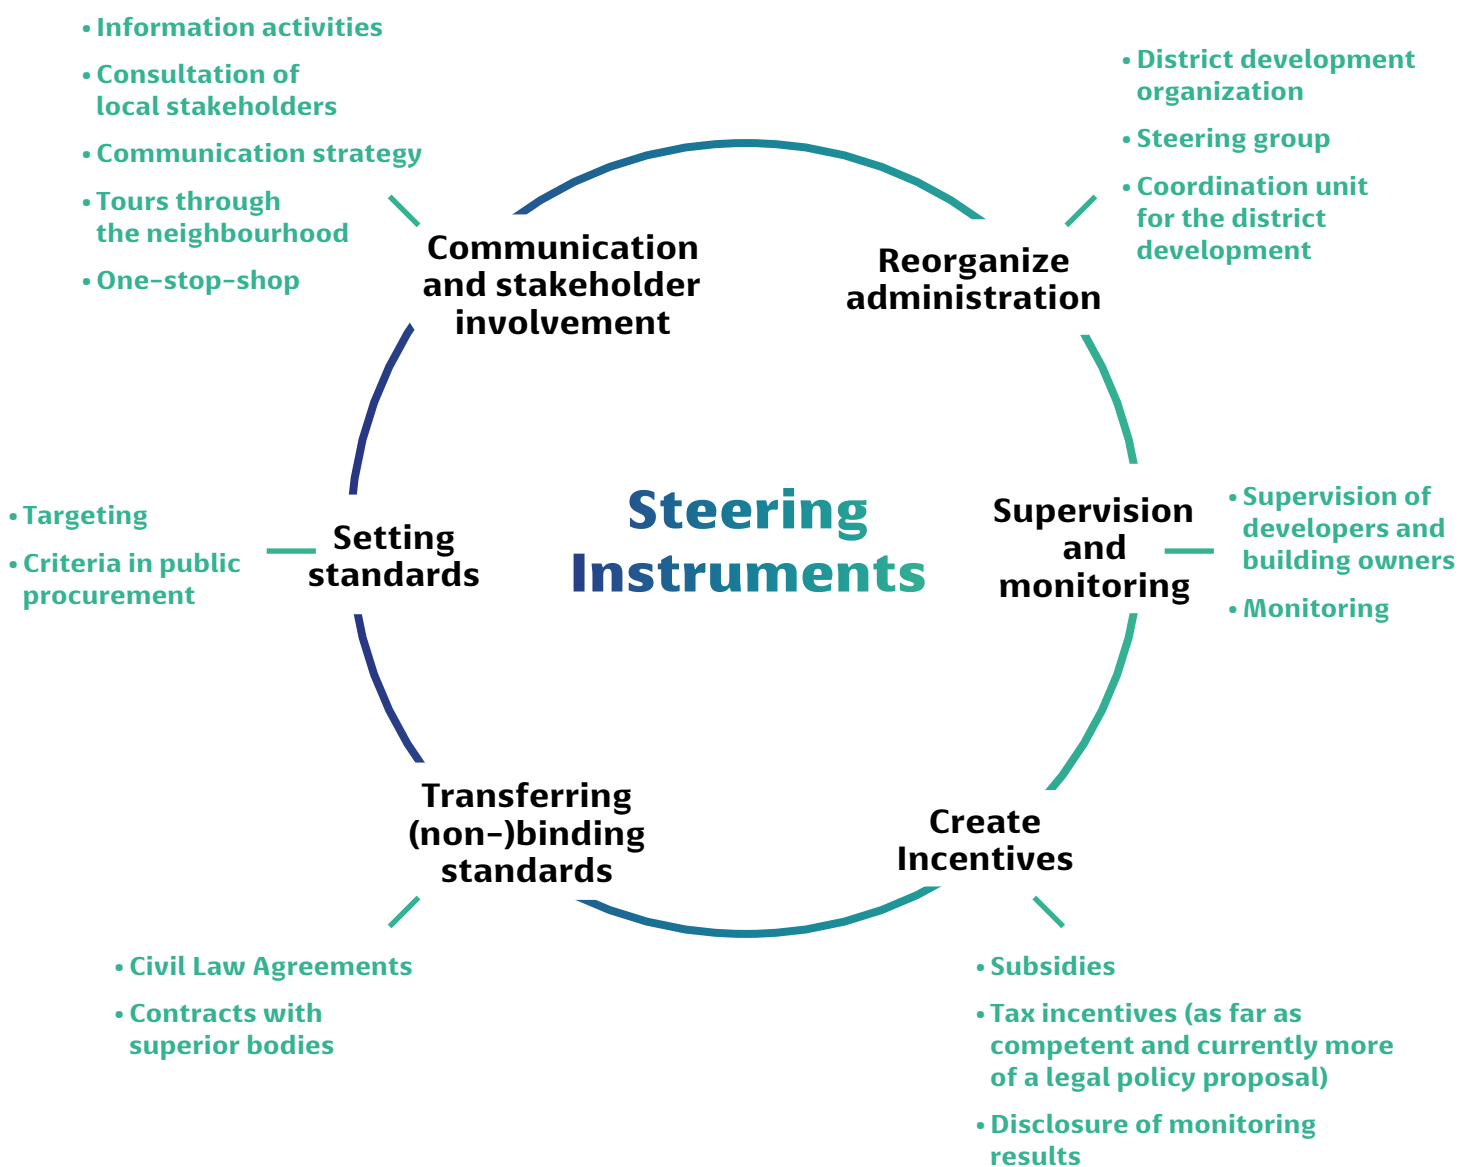 • Information activities
• Consultation of
local stakeholders
• Communication strategy
• Tours through
the neighbourhood
• One-stop-shop
Communication
and stakeholder
involvement
• District development
organization
• Steering group
• Coordination unit
for the district
development
Reorganize
administration
Steering
Instruments
• Targeting
• Criteria in public
procurement
Setting
standards
Supervision
and
monitoring
• Supervision of
developers and
building owners
• Monitoring
Transferring
(non-)binding
standards
• Civil Law Agreements
• Contracts with
superior bodies
Create
Incentives
• Subsidies
• Tax incentives (as far as
competent and currently more
of a legal policy proposal)
• Disclosure of monitoring
results